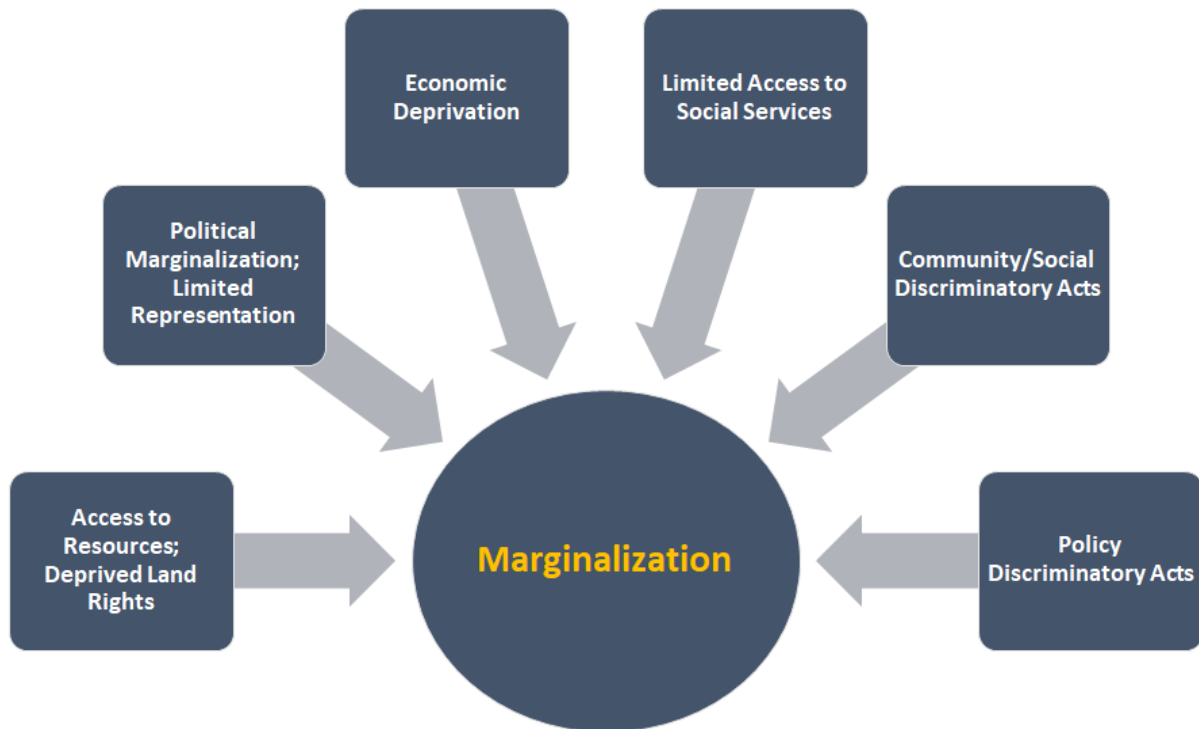 Economic
Deprivation
Limited Access to
Social Services
Political
Marginalization;
Limited
Representation
Community/Social
Discriminatory Acts
Access to
Resources;
Deprived Land
Rights
Marginalization
Policy
Discriminatory Acts